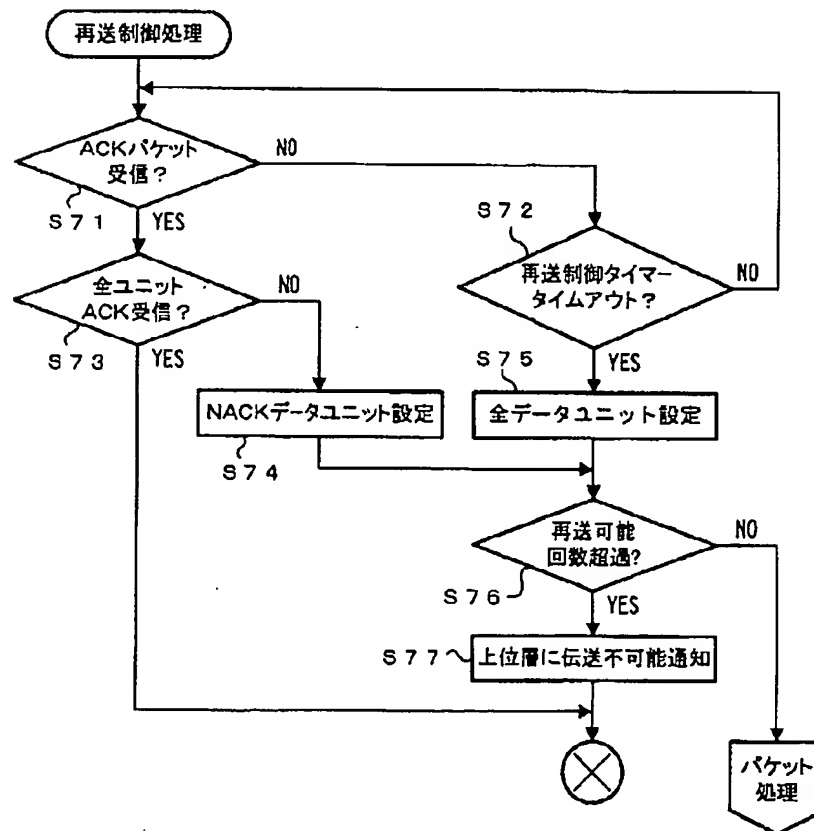 再送制御処理
ACKパケット
受信?
NO
S71
YES
S72
再送制御タイマー
タイムアウト?
NO
全ユニット
ACK受信?
NO
S73
YES
S75
YES
NACKデータユニット設定
全データユニット設定
S74
再送可能
回数超過?
NO
S76
YES
S77
上位層に伝送不可能通知
パケット
処理